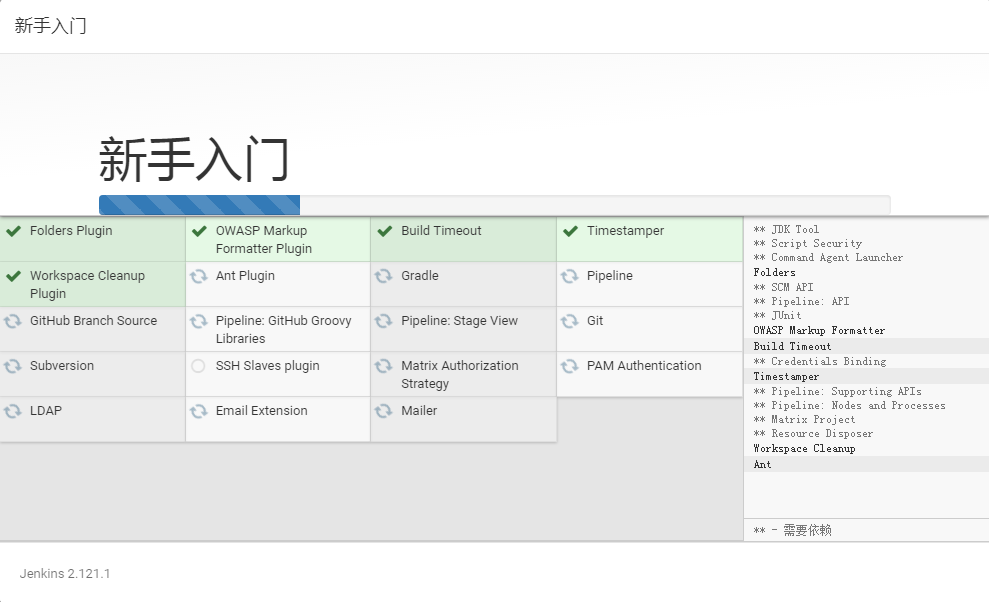 新手入门
新手入门
Folders Plugin
OWASP Markup
Formatter Plugin
Build Timeout
Timestamper
Workspace Cleanup
Plugin
Ant Plugin
Gradle
Pipeline
GitHub Branch Source
Pipeline: GitHub Groovy
Libraries
Pipeline: Stage View
Git
Subversion
SSH Slaves plugin
Matrix Authorization
Strategy
PAM Authentication
LDAP
Email Extension
Mailer
** JDK Tool
** Script Security
** Command Agent Launcher
Folders
** SCM API
** Pipeline: API
** JUnit
OWASP Markup Formatter
Build Timeout
** Credentials Binding
Timestamper
** Pipeline: Supporting APIs
** Pipeline: Nodes and Processes
** Matrix Project
** Resource Disposer
Workspace Cleanup
Ant
** - 需要依赖
Jenkins 2.121.1